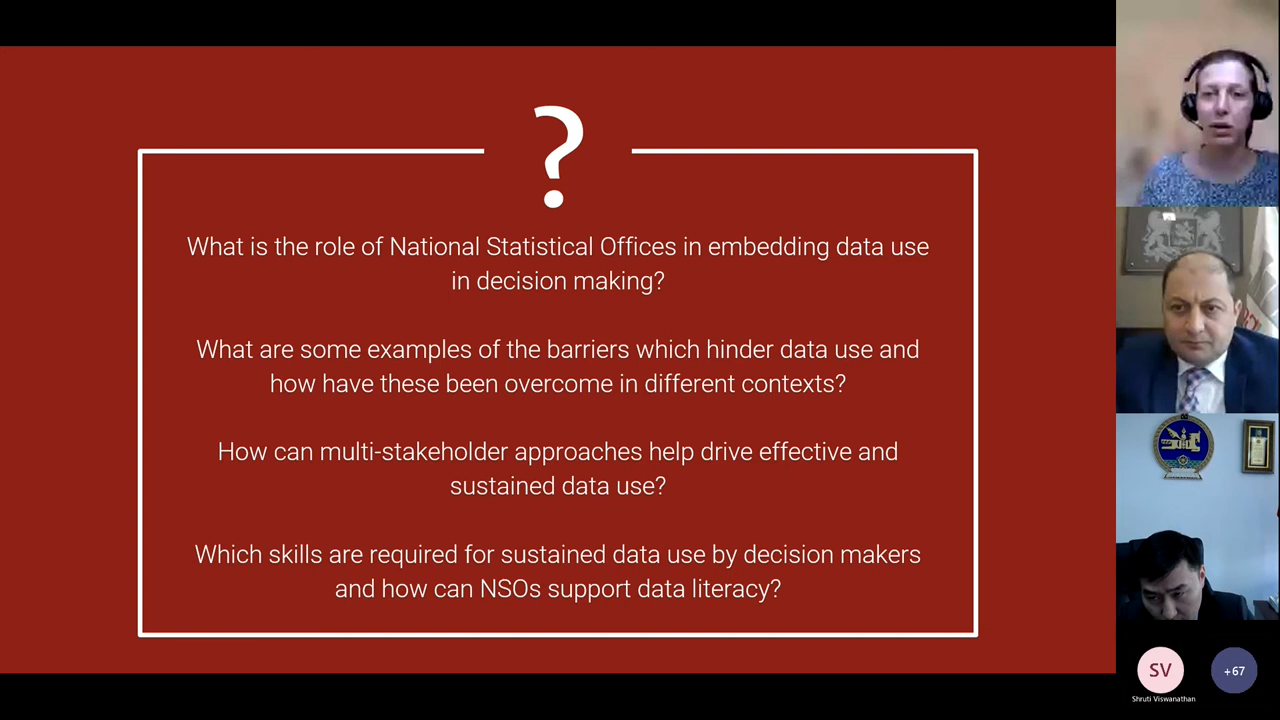 ?
What is the role of National Statistical Offices in embedding data use
in decision making?
What are some examples of the barriers which hinder data use and
how have these been overcome in different contexts?
How can multi-stakeholder approaches help drive effective and
sustained data use?
Which skills are required for sustained data use by decision makers
and how can NSOs support data literacy?
SV
+67
Shruti Viswanathan